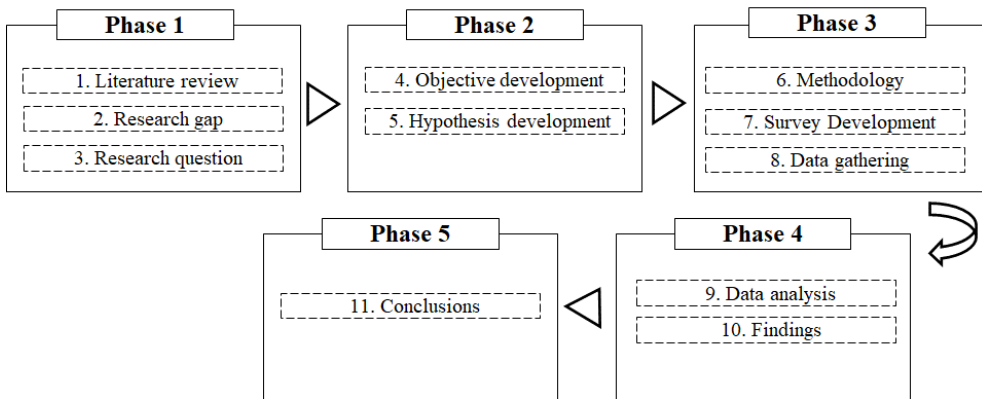 Phase 1
1. Literature review
2. Research gap
3. Research question
Phase 2
4. Objective development
5. Hypothesis development
Phase 3
6. Methodology
7. Survey Development
8. Data gathering
Phase 4
9. Data analysis
10. Findings
Phase 5
11. Conclusions